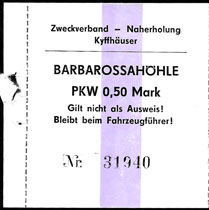 Zweckverband – Naherholung
Kyffhäuser
BARBAROSSAHÖHLE
PKW 0,50 Mark
Gilt nicht als Ausweis!
Bleibt beim Fahrzeugführer!
Nr. 31940